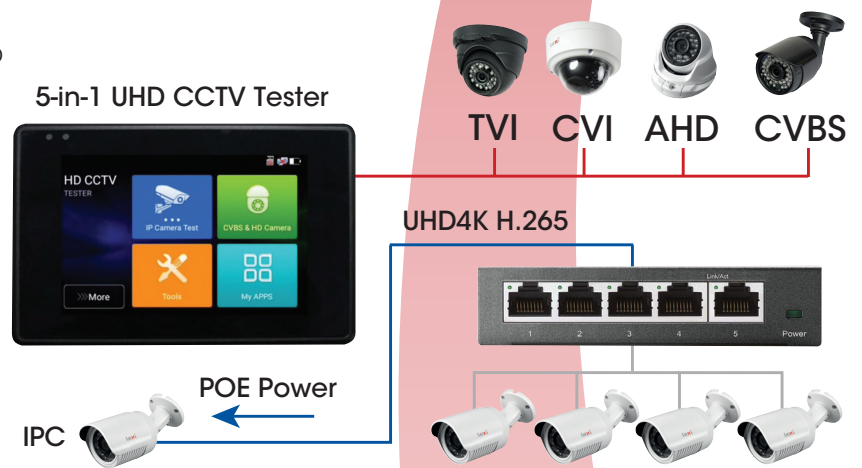 5-in-1 UHD CCTV Tester
TVI CVI AHD CVBS
HD CCTV
TESTER
IP Camera Test
CVBS & HD Camera
Tools
My APPS
»»More
UHD4K H.265
Link/Act
1 2 3 4 5 Power
POE Power
IPC